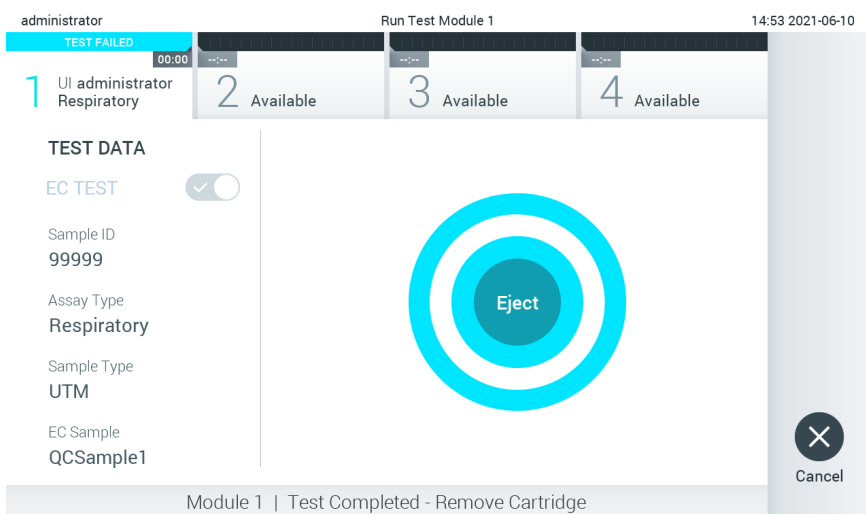 administrator
Run Test Module 1
14:53 2021-06-10
TEST FAILED
00:00
--:--
--:--
--:--
1
UI administrator
Respiratory
2 Available
3 Available
4 Available
TEST DATA
EC TEST
Sample ID
99999
Assay Type
Respiratory
Sample Type
UTM
EC Sample
QCSample1
Eject
Cancel
Module 1 | Test Completed - Remove Cartridge